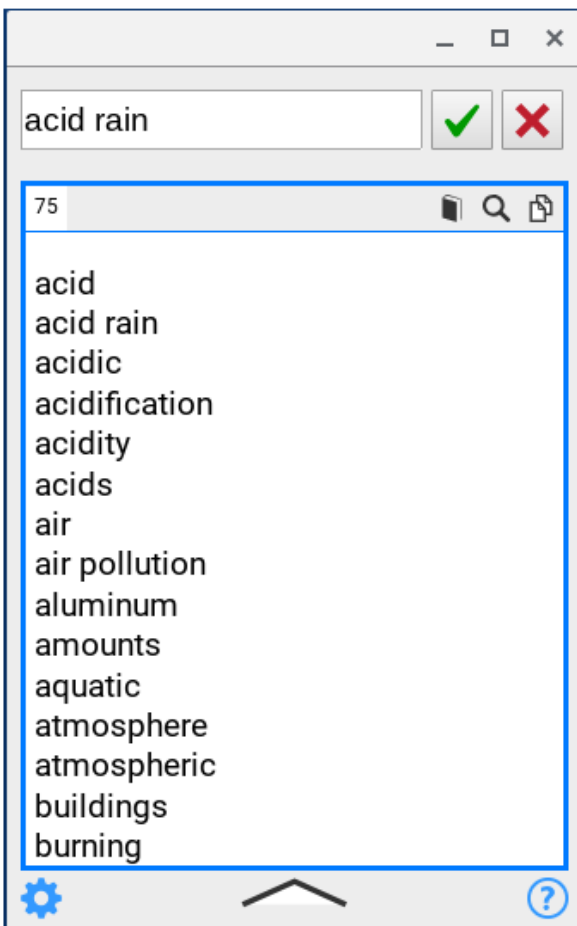 acid rain
75
acid
acid rain
acidic
acidification
acidity
acids
air
air pollution
aluminum
amounts
aquatic
atmosphere
atmospheric
buildings
burning
?